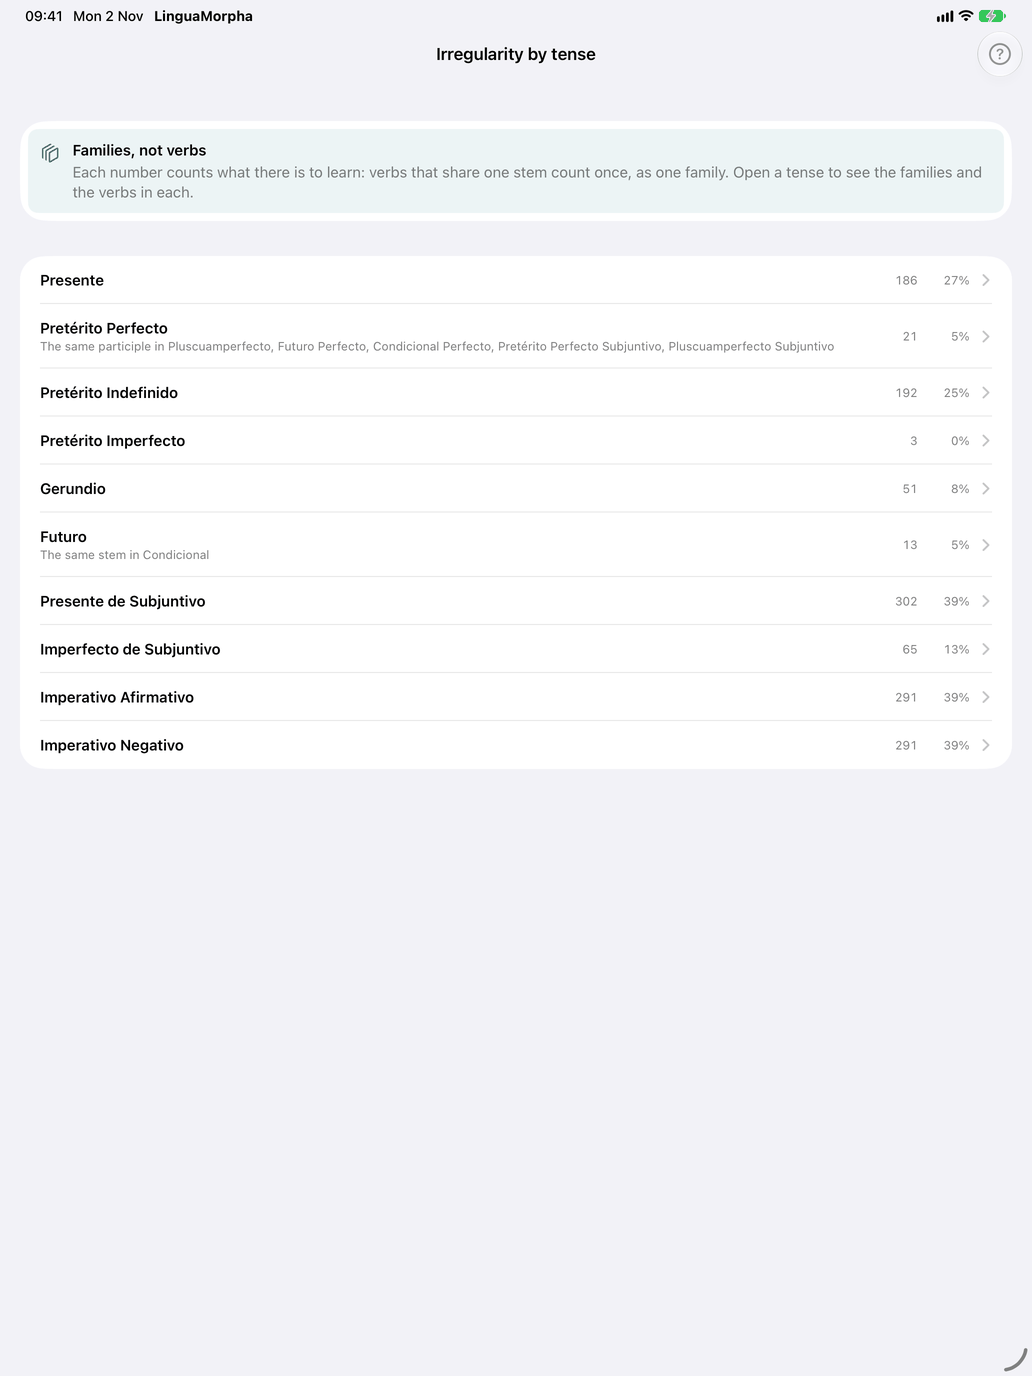 09:41 Mon 2 Nov LinguaMorpha
Irregularity by tense
Families, not verbs
Each number counts what there is to learn: verbs that share one stem count once, as one family. Open a tense to see the families and
the verbs in each.
Presente 186 27%
Pretérito Perfecto
The same participle in Pluscuamperfecto, Futuro Perfecto, Condicional Perfecto, Pretérito Perfecto Subjuntivo, Pluscuamperfecto Subjuntivo
21 5%
Pretérito Indefinido 192 25%
Pretérito Imperfecto 3 0%
Gerundio 51 8%
Futuro
The same stem in Condicional
13 5%
Presente de Subjuntivo 302 39%
Imperfecto de Subjuntivo 65 13%
Imperativo Afirmativo 291 39%
Imperativo Negativo 291 39%